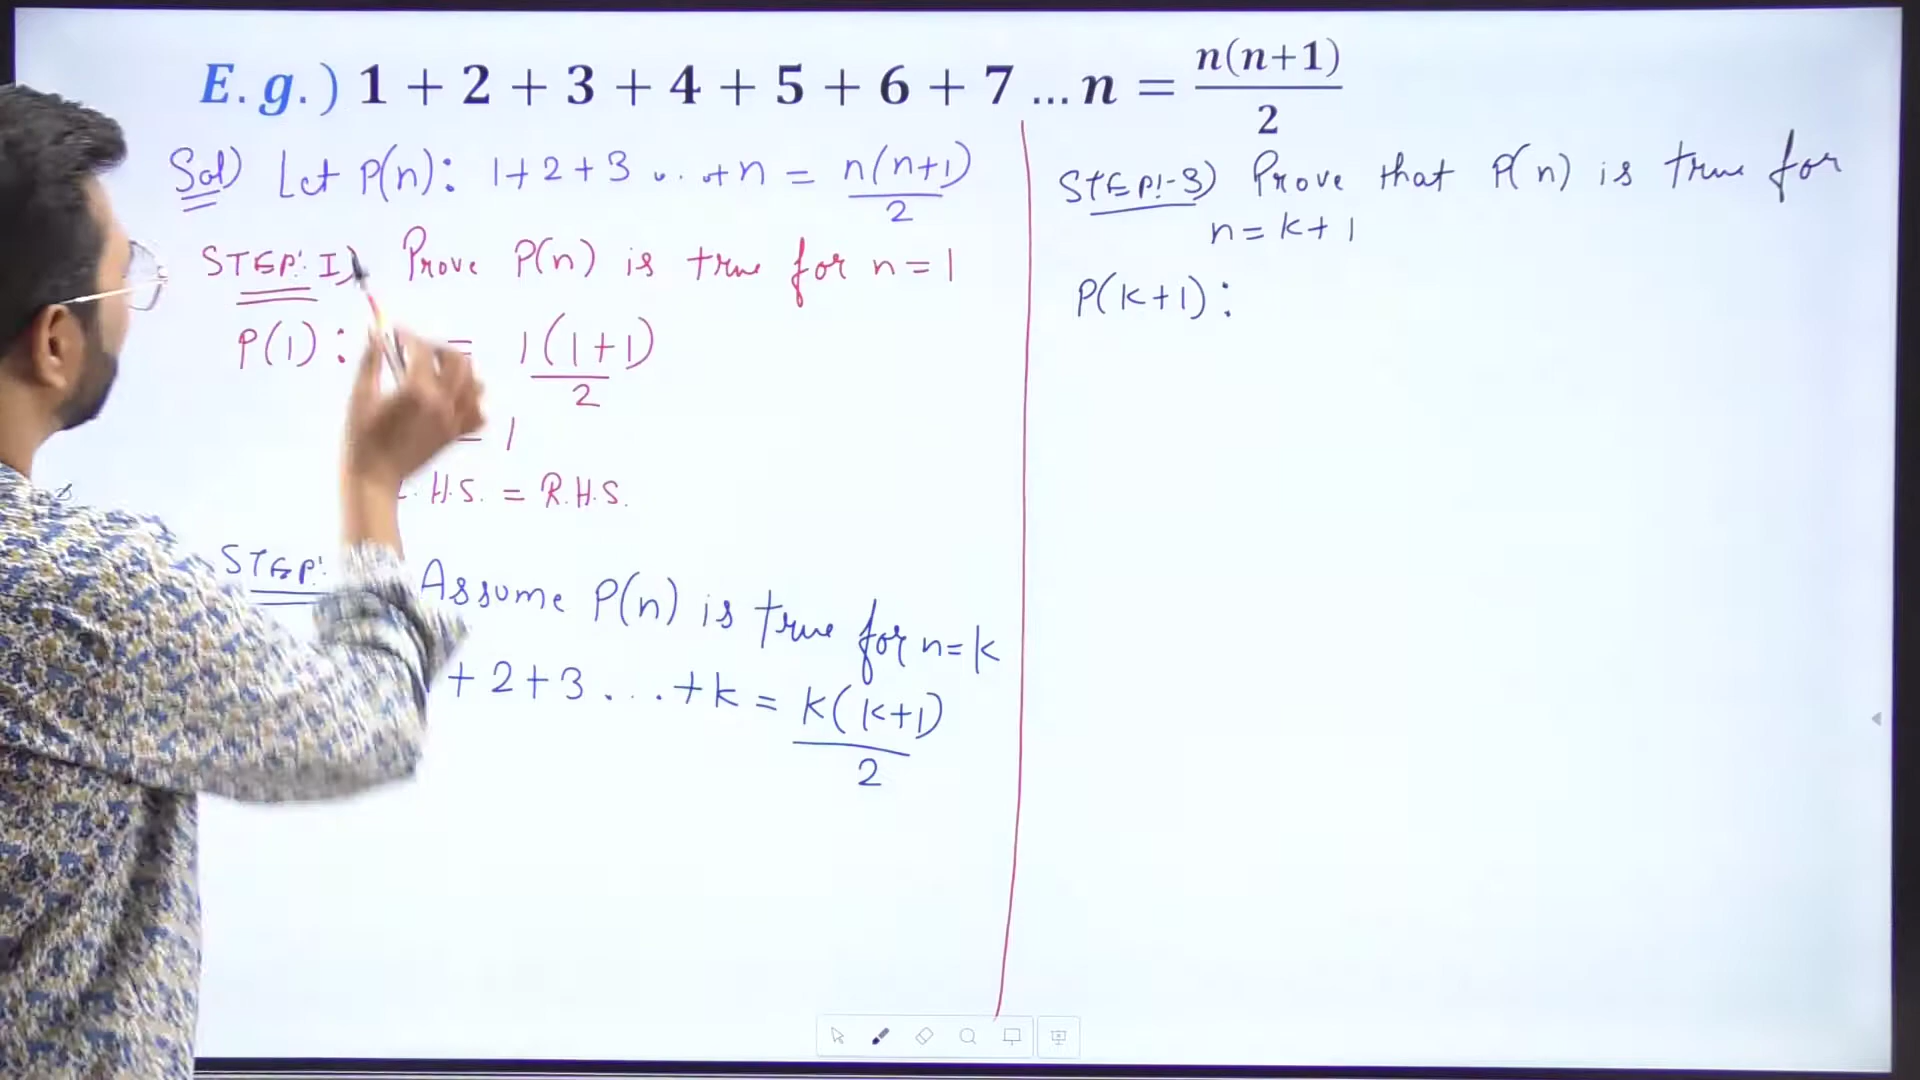 E.g.) 1 + 2 + 3 + 4 + 5 + 6 + 7 ... n = n(n+1)/2
Sol) Let P(n): 1+2+3 ... +n = n(n+1)/2
STEP: I) Prove P(n) is true for n=1
P(1): = 1(1+1)/2
= 1
L.H.S. = R.H.S.
STEP: Assume P(n) is true for n=k
+2+3 ... +k = k(k+1)/2
STEP:-3) Prove that P(n) is true for
n=k+1
P(k+1):